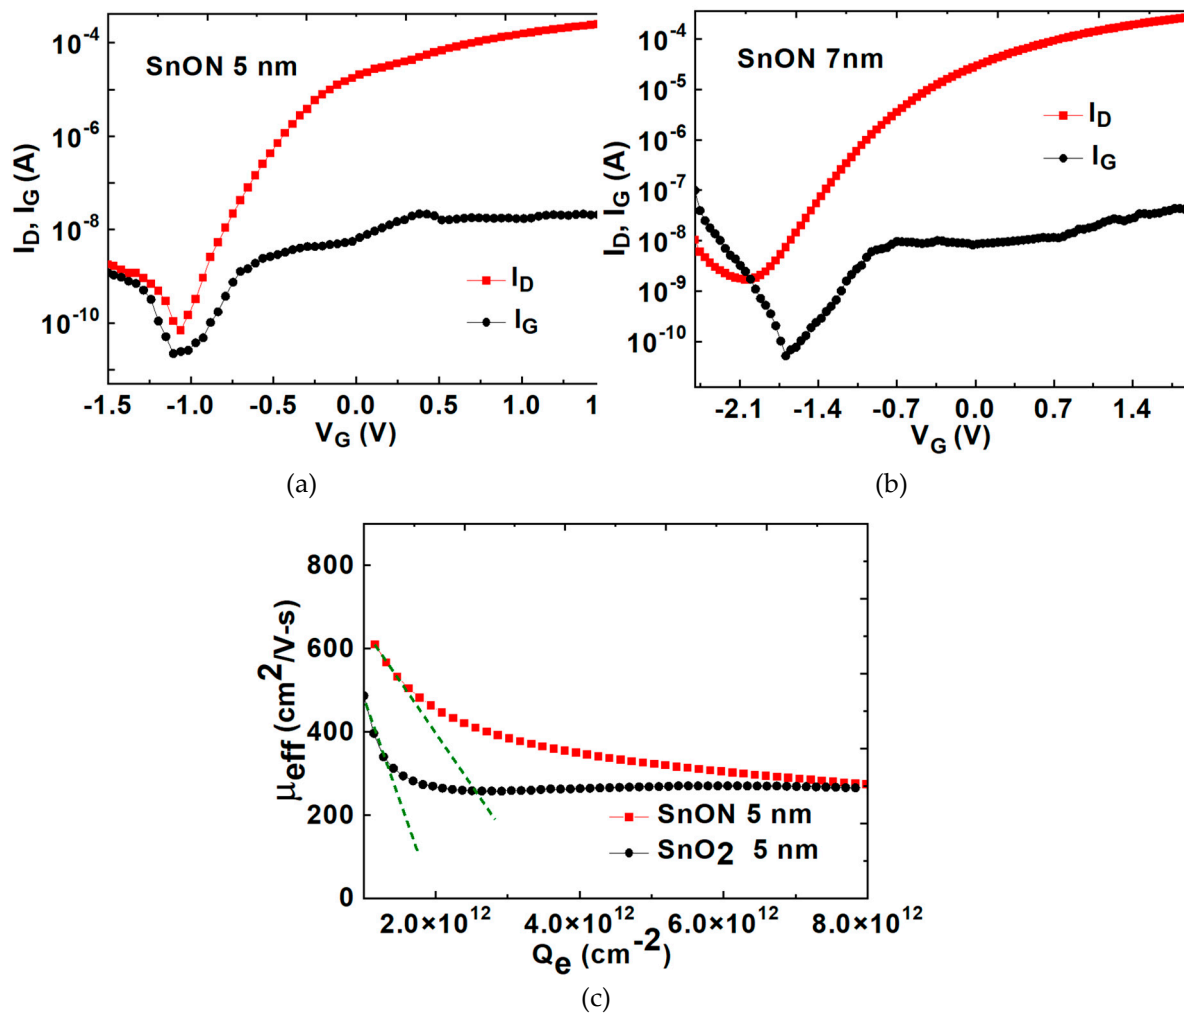 SnON 5 nm
10⁻⁴
10⁻⁶
10⁻⁸
10⁻¹⁰
I_D, I_G (A)
I_D
I_G
-1.5 -1.0 -0.5 0.0 0.5 1.0 1
V_G (V)
(a)
SnON 7nm
10⁻⁴
10⁻⁵
10⁻⁶
10⁻⁷
10⁻⁸
10⁻⁹
10⁻¹⁰
I_D, I_G (A)
I_D
I_G
-2.1 -1.4 -0.7 0.0 0.7 1.4
V_G (V)
(b)
800
600
400
200
0
μeff (cm²/V-s)
SnON 5 nm
SnO2 5 nm
2.0×10¹² 4.0×10¹² 6.0×10¹² 8.0×10¹²
Qe (cm⁻²)
(c)